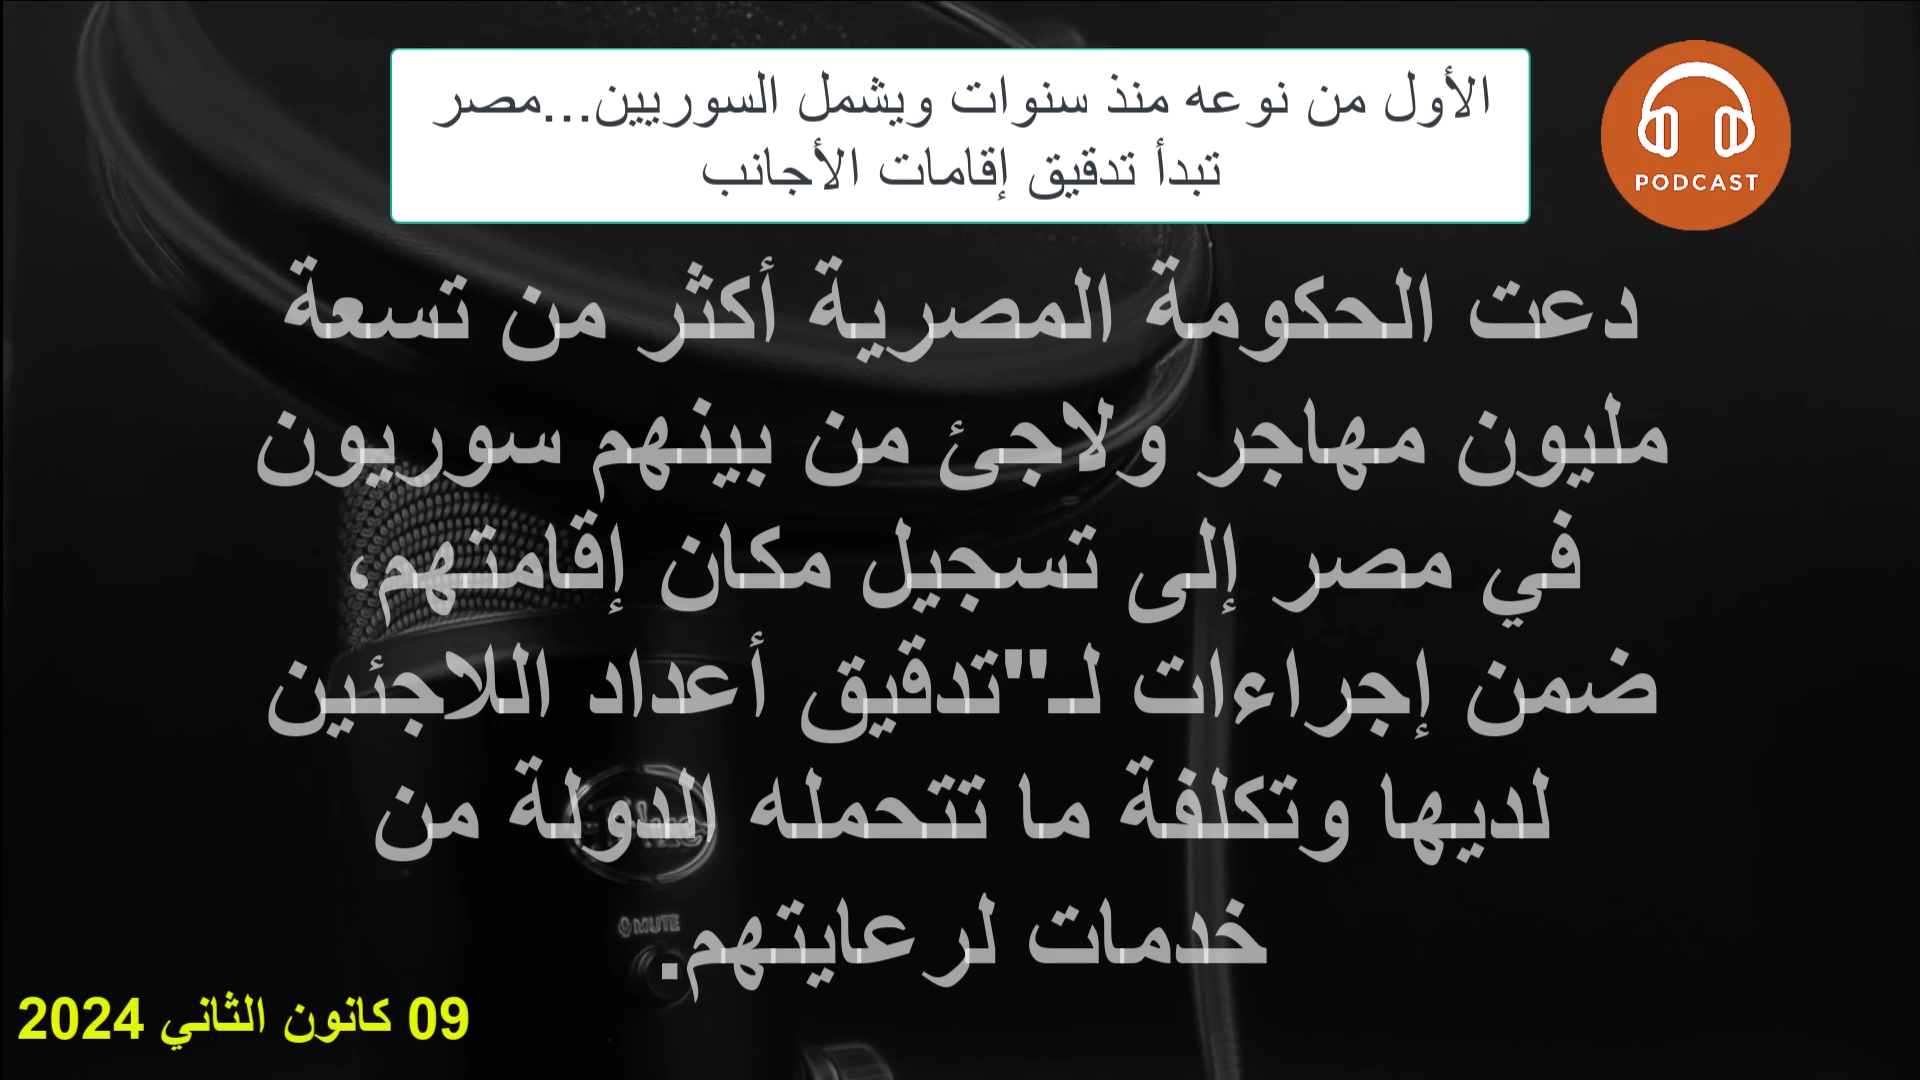 الأول من نوعه منذ سنوات ويشمل السوريين...مصر
تبدأ تدقيق إقامات الأجانب
PODCAST
دعت الحكومة المصرية أكثر من تسعة
مليون مهاجر ولاجئ من بينهم سوريون
في مصر إلى تسجيل مكان إقامتهم،
ضمن إجراءات لـ"تدقيق أعداد اللاجئين
لديها وتكلفة ما تتحمله الدولة من
خدمات لرعايتهم.
MUTE
09 كانون الثاني 2024